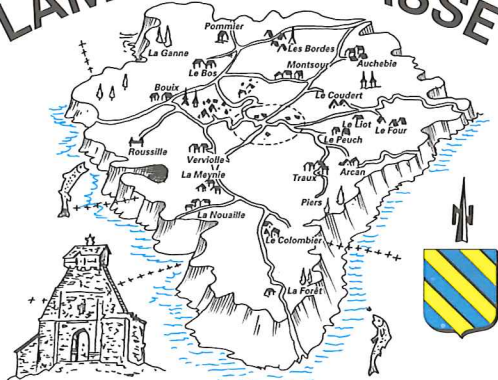 LAM
ASSE
Pommier
La Ganne
Les Bordes
Auchebie
Montsour
Le Bos
Bouix
Le Coudert
Le Liot
Le Four
Le Peuch
Roussille
Verviolle
La Meynie
Traux
Arcan
La Nouaille
Piers
Le Colombier
La Forêt
N